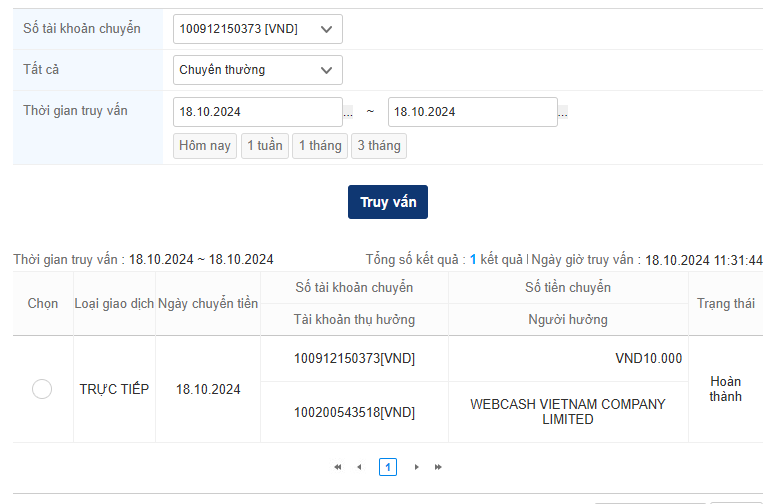 Số tài khoản chuyển 100912150373 [VND]
Tất cả Chuyên thường
Thời gian truy vấn 18.10.2024 ... ~ 18.10.2024 ...
Hôm nay 1 tuần 1 tháng 3 tháng
Truy vấn
Thời gian truy vấn : 18.10.2024 ~ 18.10.2024 Tổng số kết quả : 1 kết quả | Ngày giờ truy vấn : 18.10.2024 11:31:44
Chọn Loại giao dịch Ngày chuyển tiền Số tài khoản chuyển Số tiền chuyển Trạng thái
Tài khoản thụ hưởng Người hưởng
TRỰC TIẾP 18.10.2024 100912150373[VND] VND10.000 Hoàn thành
100200543518[VND] WEBCASH VIETNAM COMPANY
LIMITED
1